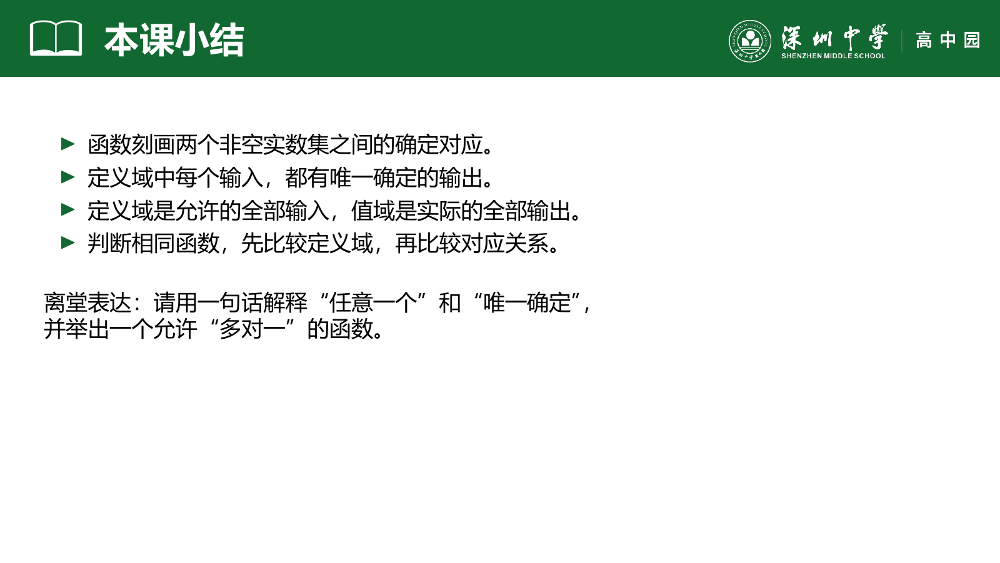 本课小结
深圳中學
SHENZHEN MIDDLE SCHOOL
高中园
函数刻画两个非空实数集之间的确定对应。
定义域中每个输入，都有唯一确定的输出。
定义域是允许的全部输入，值域是实际的全部输出。
判断相同函数，先比较定义域，再比较对应关系。
离堂表达：请用一句话解释“任意一个”和“唯一确定”，
并举出一个允许“多对一”的函数。